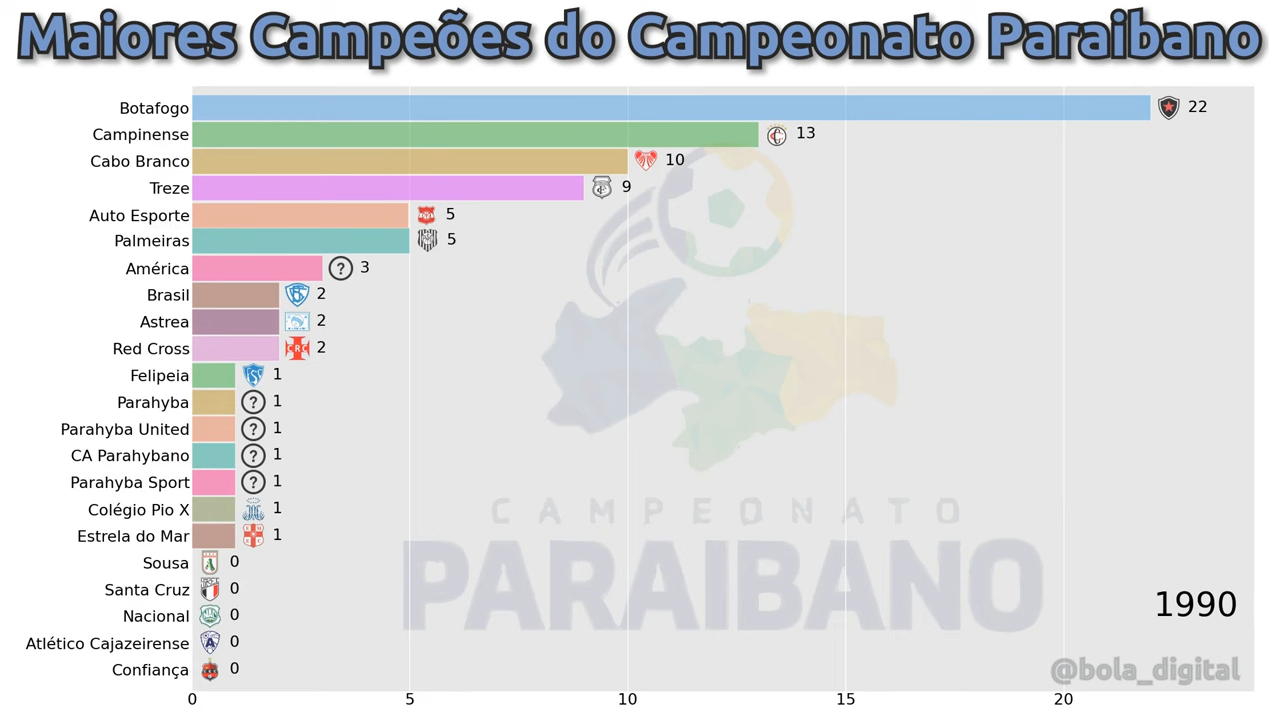 Maiores Campeões do Campeonato Paraibano
Botafogo 22
Campinense 13
Cabo Branco 10
Treze 9
Auto Esporte 5
Palmeiras 5
América ? 3
Brasil 2
Astrea 2
Red Cross CRC 2
Felipeia 1
Parahyba ? 1
Parahyba United ? 1
CA Parahybano ? 1
Parahyba Sport ? 1
Colégio Pio X 1
Estrela do Mar 1
Sousa 0
Santa Cruz 0
Nacional 0
Atlético Cajazeirense A 0
Confiança 0
CAMPEONATO
PARAIBANO
1990
@bola_digital
0 5 10 15 20